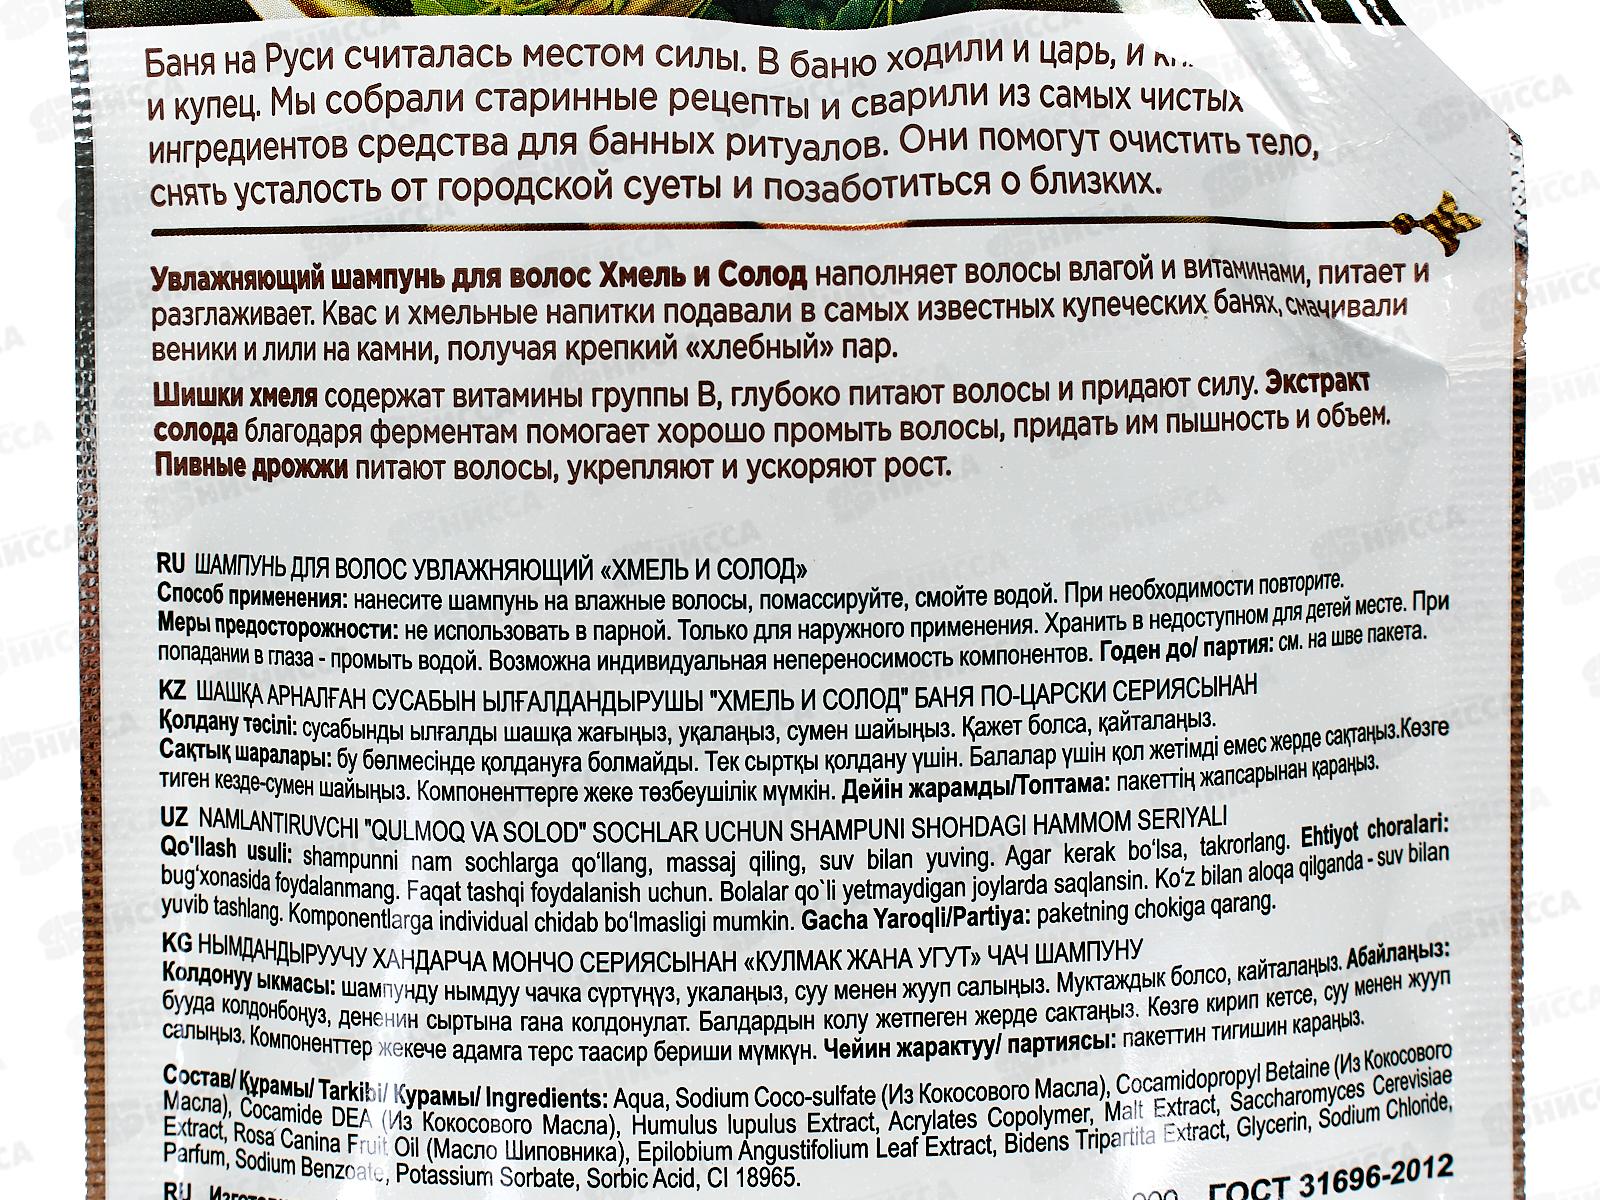 Баня на Руси считалась местом силы. В баню ходили и царь, и
и купец. Мы собрали старинные рецепты и сварили из самых чистых
ингредиентов средства для банных ритуалов. Они помогут очистить тело,
снять усталость от городской суеты и позаботиться о близких.
Увлажняющий шампунь для волос Хмель и Солод наполняет волосы влагой и витаминами, питает и
разглаживает. Квас и хмельные напитки подавали в самых известных купеческих банях, смачивали
веники и лили на камни, получая крепкий «хлебный» пар.
Шишки хмеля содержат витамины группы B, глубоко питают волосы и придают силу. Экстракт
солода благодаря ферментам помогает хорошо промыть волосы, придать им пышность и объем.
Пивные дрожжи питают волосы, укрепляют и ускоряют рост.
RU ШАМПУНЬ ДЛЯ ВОЛОС УВЛАЖНЯЮЩИЙ «ХМЕЛЬ И СОЛОД»
Способ применения: нанесите шампунь на влажные волосы, помассируйте, смойте водой. При необходимости повторите.
Меры предосторожности: не использовать в парной. Только для наружного применения. Хранить в недоступном для детей месте. При
попадании в глаза - промыть водой. Возможна индивидуальная непереносимость компонентов. Годен до/ партия: см. на шве пакета.
KZ ШАШҚА АРНАЛҒАН СУСАБЫН ЫЛҒАЛДАНДЫРУШЫ "ХМЕЛЬ И СОЛОД" БАНЯ ПО-ЦАРСКИ СЕРИЯСЫНАН
Қолдану тәсілі: сусабынды ылғалды шашқа жағыңыз, уқалаңыз, сумен шайыңыз. Қажет болса, қайталаңыз.
Сақтық шаралары: бу бөлмесінде қолдануға болмайды. Тек сыртқы қолдану үшін. Балалар үшін қол жетімді емес жерде сақтаңыз.Көзге
тиген кезде-сумен шайыңыз. Компоненттерге жеке төзбеушілік мүмкін. Дейін жарамды/Топтама: пакеттің жапсарынан қараңыз.
UZ NAMLANTIRUVCHI "QULMOQ VA SOLOD" SOCHLAR UCHUN SHAMPUNI SHOHDAGI HAMMOM SERIYALI
Qo'llash usuli: shampunni nam sochlarga qo'llang, massaj qiling, suv bilan yuving. Agar kerak bo'lsa, takrorlang. Ehtiyot choralari:
bug'xonasida foydalanmang. Faqat tashqi foydalanish uchun. Bolalar qo`li yetmaydigan joylarda saqlansin. Ko'z bilan aloqa qilganda - suv bilan
yuvib tashlang. Komponentlarga individual chidab bo'lmasligi mumkin. Gacha Yaroqli/Partiya: paketning chokiga qarang.
KG НЫМДАНДЫРУУЧУ ХАНДАРЧА МОНЧО СЕРИЯСЫНАН «КУЛМАК ЖАНА УГУТ» ЧАЧ ШАМПУНУ
Колдонуу ыкмасы: шампунду нымдуу чачка сүртүңүз, укалаңыз, суу менен жууп салыңыз. Муктаждык болсо, кайталаңыз. Абайлаңыз:
бууда колдонбоңуз, дененин сыртына гана колдонулат. Балдардын колу жетпеген жерде сактаңыз. Көзгө кирип кетсе, суу менен жууп
салыңыз. Компоненттер жекече адамга терс таасир бериши мүмкүн. Чейин жарактуу/ партиясы: пакеттин тигишин караңыз.
Состав/ Құрамы/ Tarkibi/ Курамы/ Ingredients: Aqua, Sodium Coco-sulfate (Из Кокосового Масла), Cocamidopropyl Betaine (Из Кокосового
Масла), Cocamide DEA (Из Кокосового Масла), Humulus lupulus Extract, Acrylates Copolymer, Malt Extract, Saccharomyces Cerevisiae
Extract, Rosa Canina Fruit Oil (Масло Шиповника), Epilobium Angustifolium Leaf Extract, Bidens Tripartita Extract, Glycerin, Sodium Chloride,
Parfum, Sodium Benzoate, Potassium Sorbate, Sorbic Acid, CI 18965.
ГОСТ 31696-2012
RU